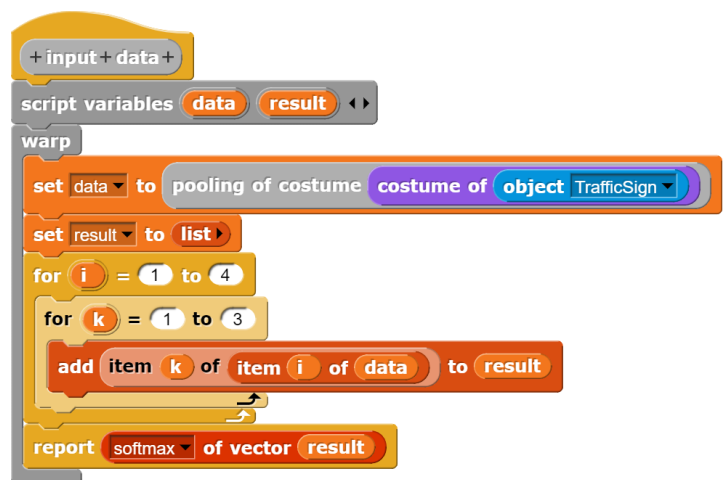 + input + data +
script variables data result
warp
set data to pooling of costume costume of object TrafficSign
set result to list
for i = 1 to 4
for k = 1 to 3
add item k of item i of data to result
report softmax of vector result